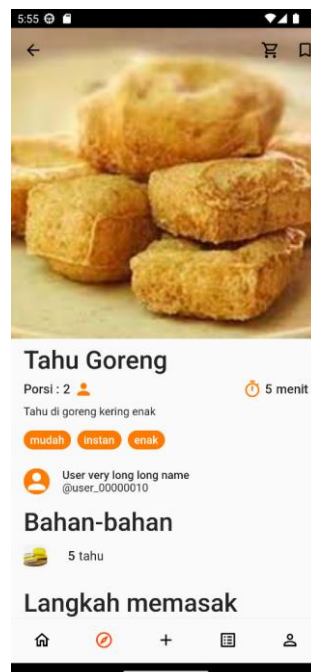 5:55
Tahu Goreng
Porsi : 2
5 menit
Tahu di goreng kering enak
mudah instan enak
User very long long name
@user_00000010
Bahan-bahan
5 tahu
Langkah memasak